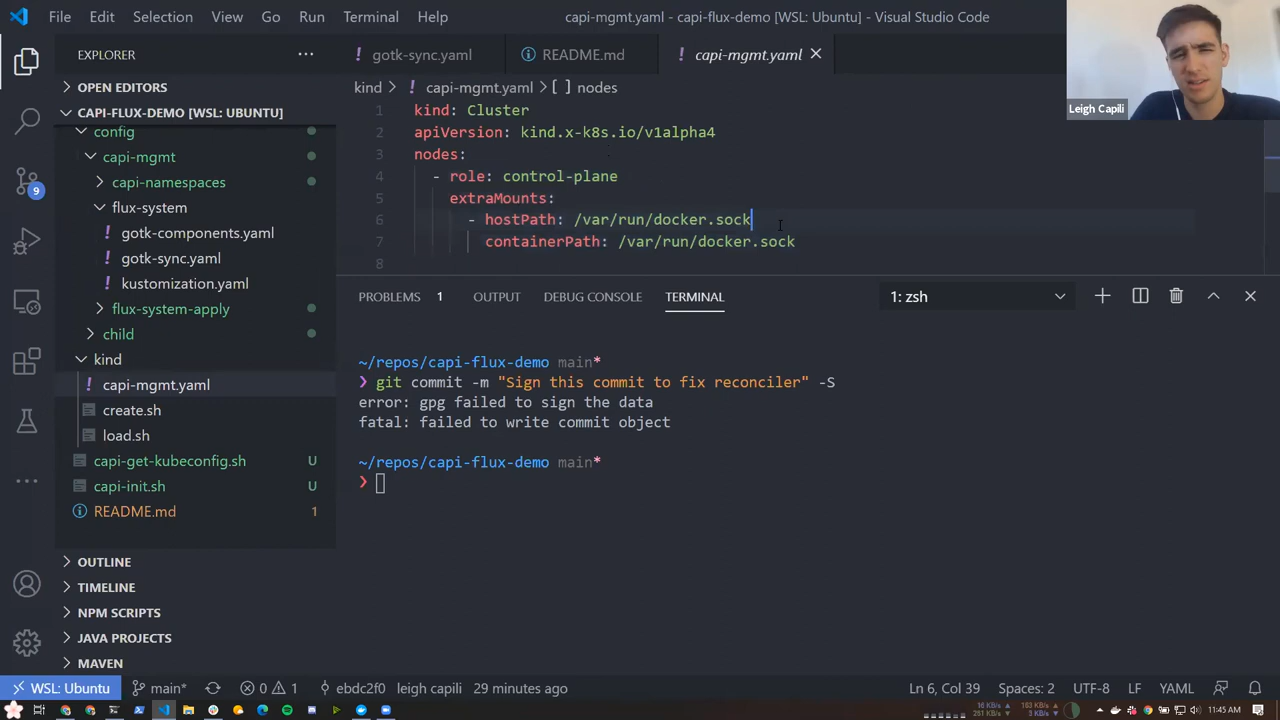 File Edit Selection View Go Run Terminal Help
capi-mgmt.yaml - capi-flux-demo [WSL: Ubuntu] - Visual Studio Code
Leigh Capili
EXPLORER
OPEN EDITORS
CAPI-FLUX-DEMO [WSL: UBUNTU]
config
capi-mgmt
capi-namespaces
flux-system
gotk-components.yaml
gotk-sync.yaml
kustomization.yaml
flux-system-apply
child
kind
capi-mgmt.yaml
create.sh
load.sh
capi-get-kubeconfig.sh U
capi-init.sh U
README.md 1
OUTLINE
TIMELINE
NPM SCRIPTS
JAVA PROJECTS
MAVEN
9
gotk-sync.yaml README.md capi-mgmt.yaml
kind > capi-mgmt.yaml > [ ] nodes
1 kind: Cluster
2 apiVersion: kind.x-k8s.io/v1alpha4
3 nodes:
4 - role: control-plane
5 extraMounts:
6 - hostPath: /var/run/docker.sock
7 containerPath: /var/run/docker.sock
8
PROBLEMS 1 OUTPUT DEBUG CONSOLE TERMINAL 1: zsh
~/repos/capi-flux-demo main*
❯ git commit -m "Sign this commit to fix reconciler" -S
error: gpg failed to sign the data
fatal: failed to write commit object
~/repos/capi-flux-demo main*
❯
WSL: Ubuntu main* 0 1 ebdc2f0 leigh capili 29 minutes ago Ln 6, Col 39 Spaces: 2 UTF-8 LF YAML
11:45 AM